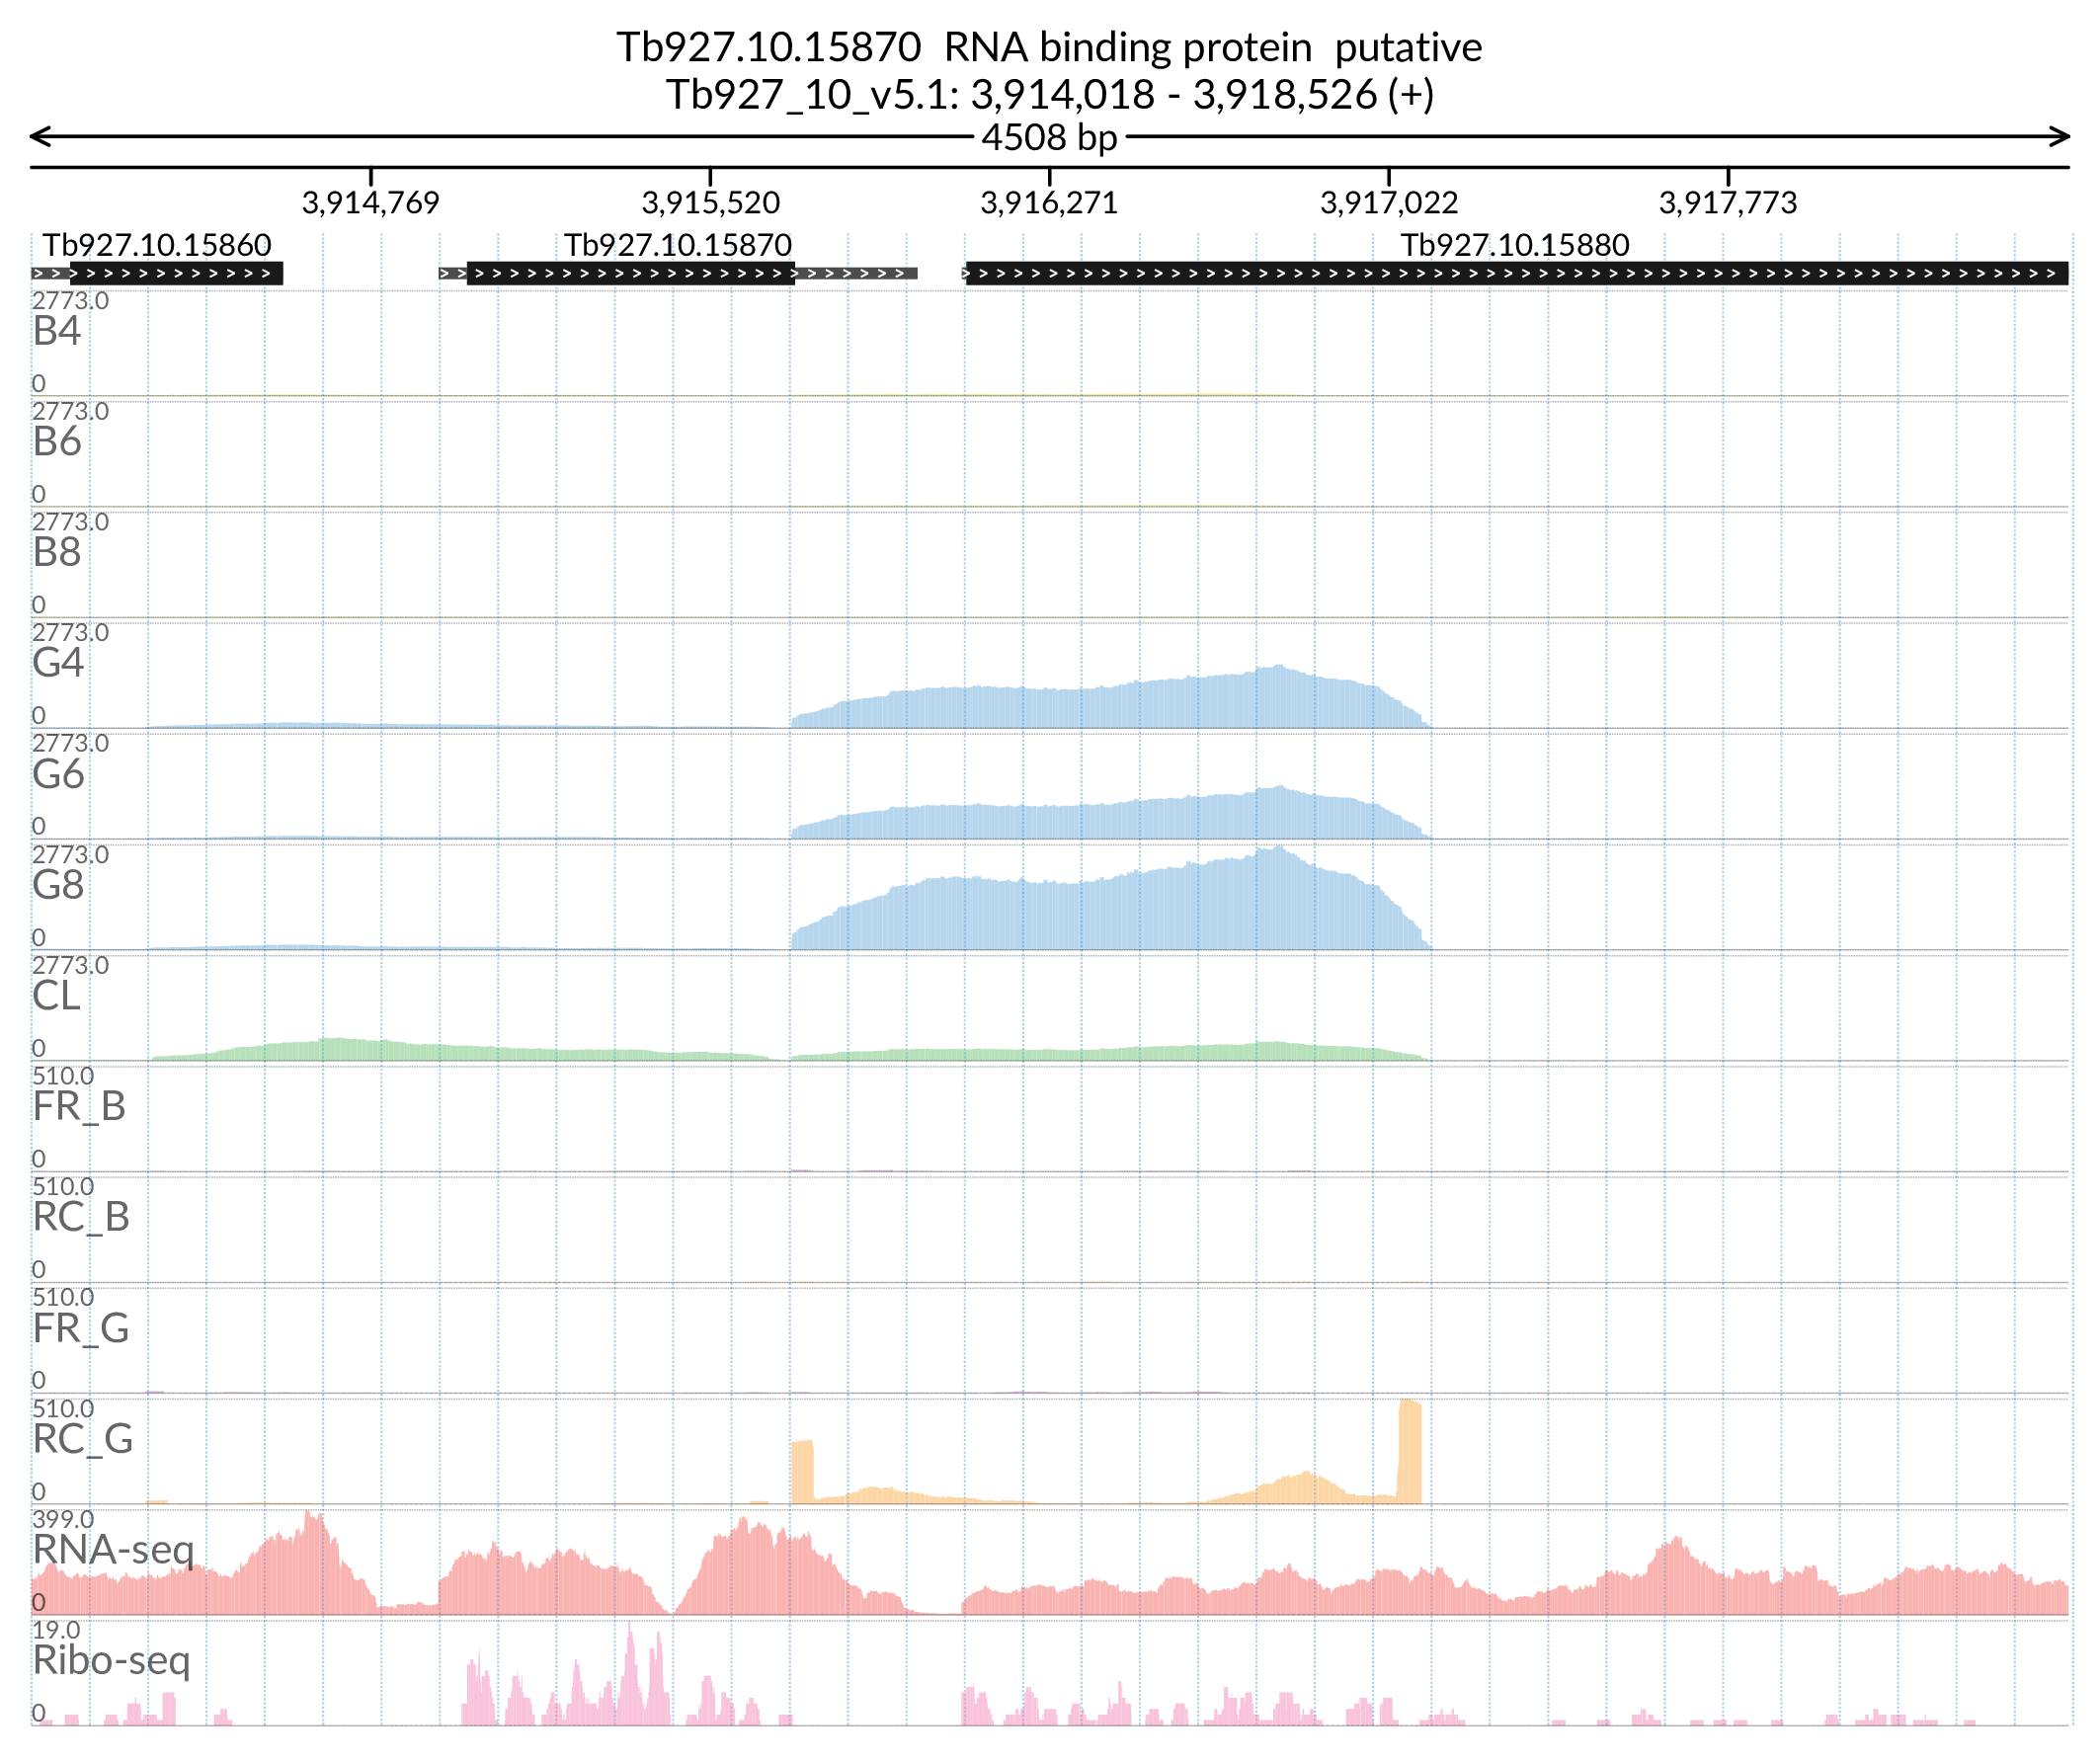 Tb927.10.15870 RNA binding protein putative
Tb927_10_v5.1: 3,914,018 - 3,918,526 (+)
4508 bp
3,914,769 3,915,520 3,916,271 3,917,022 3,917,773
Tb927.10.15860 Tb927.10.15870 Tb927.10.15880
2773.0
B4
0
2773.0
B6
0
2773.0
B8
0
2773.0
G4
0
2773.0
G6
0
2773.0
G8
0
2773.0
CL
0
510.0
FR_B
0
510.0
RC_B
0
510.0
FR_G
0
510.0
RC_G
0
399.0
RNA-seq
0
19.0
Ribo-seq
0